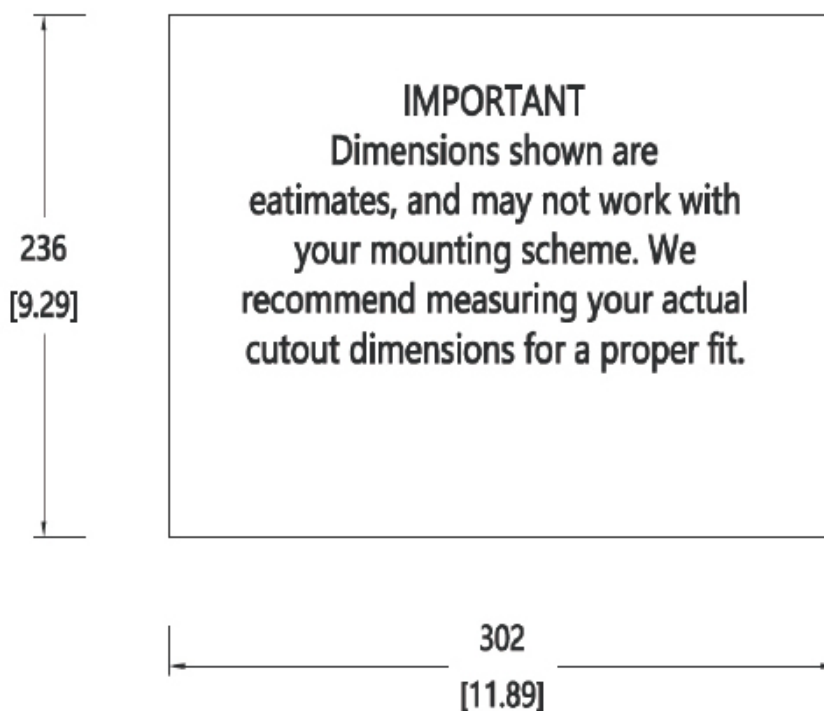 IMPORTANT
Dimensions shown are
eatimates, and may not work with
your mounting scheme. We
recommend measuring your actual
cutout dimensions for a proper fit.
236
[9.29]
302
[11.89]